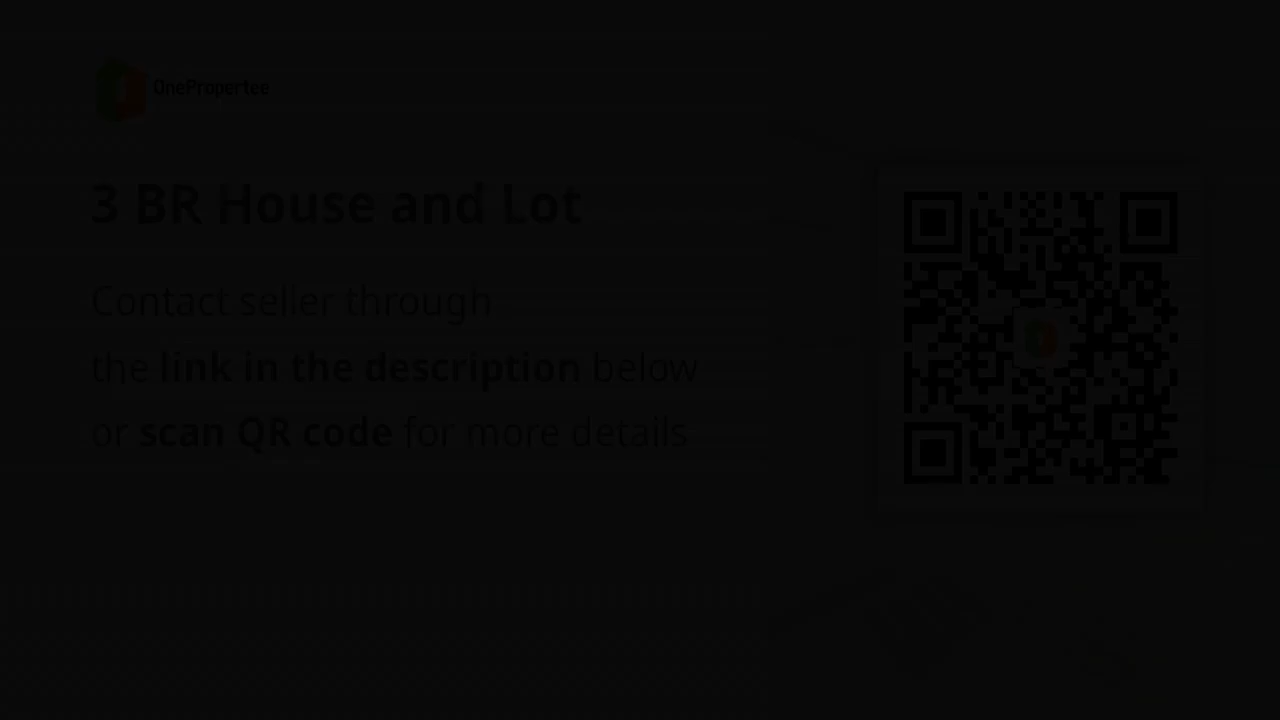 OnePropertee
3 BR House and Lot
Contact seller through
the link in the description below
or scan QR code for more details